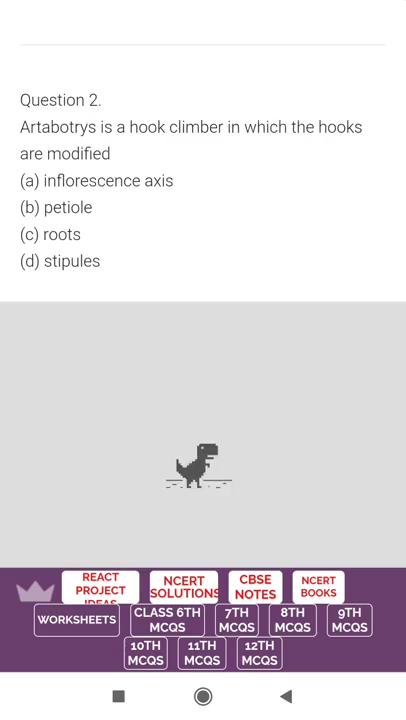 Question 2.
Artabotrys is a hook climber in which the hooks
are modified
(a) inflorescence axis
(b) petiole
(c) roots
(d) stipules
REACT
PROJECT
IDEAS
NCERT
SOLUTIONS
CBSE
NOTES
NCERT
BOOKS
WORKSHEETS
CLASS 6TH
MCQS
7TH
MCQS
8TH
MCQS
9TH
MCQS
10TH
MCQS
11TH
MCQS
12TH
MCQS